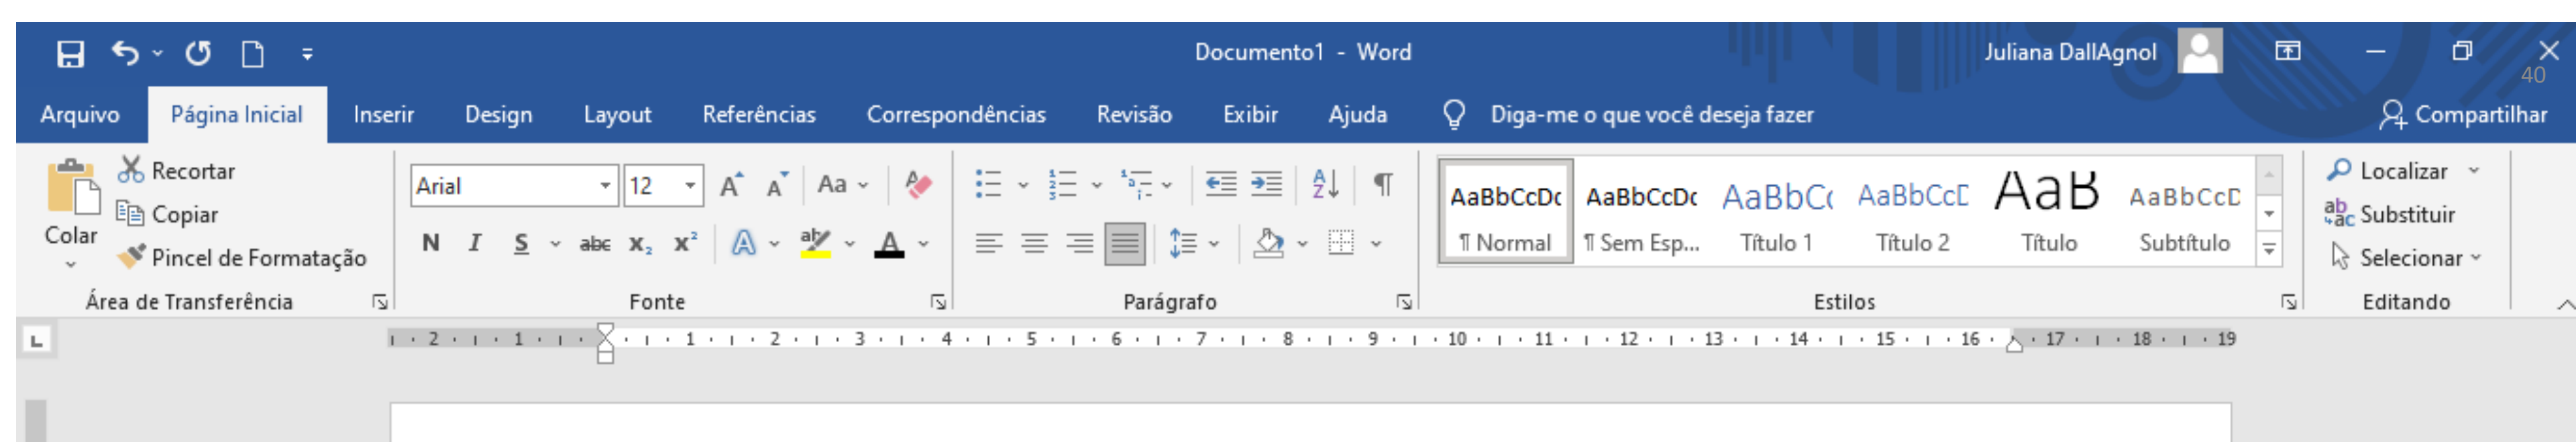 Documento1 - Word
Juliana DallAgnol
40
Arquivo Página Inicial Inserir Design Layout Referências Correspondências Revisão Exibir Ajuda Diga-me o que você deseja fazer Compartilhar
Colar
Recortar
Copiar
Pincel de Formatação
Área de Transferência
Arial 12 A A Aa A
N I S abc x₂ x² A ab A
Fonte
A Z ¶
Parágrafo
AaBbCcDc AaBbCcDc AaBbC AaBbCcE AaB AaBbCcD
¶ Normal ¶ Sem Esp... Título 1 Título 2 Título Subtítulo
Estilos
Localizar
Substituir
Selecionar
Editando
L 2 1 1 2 3 4 5 6 7 8 9 10 11 12 13 14 15 16 17 18 19